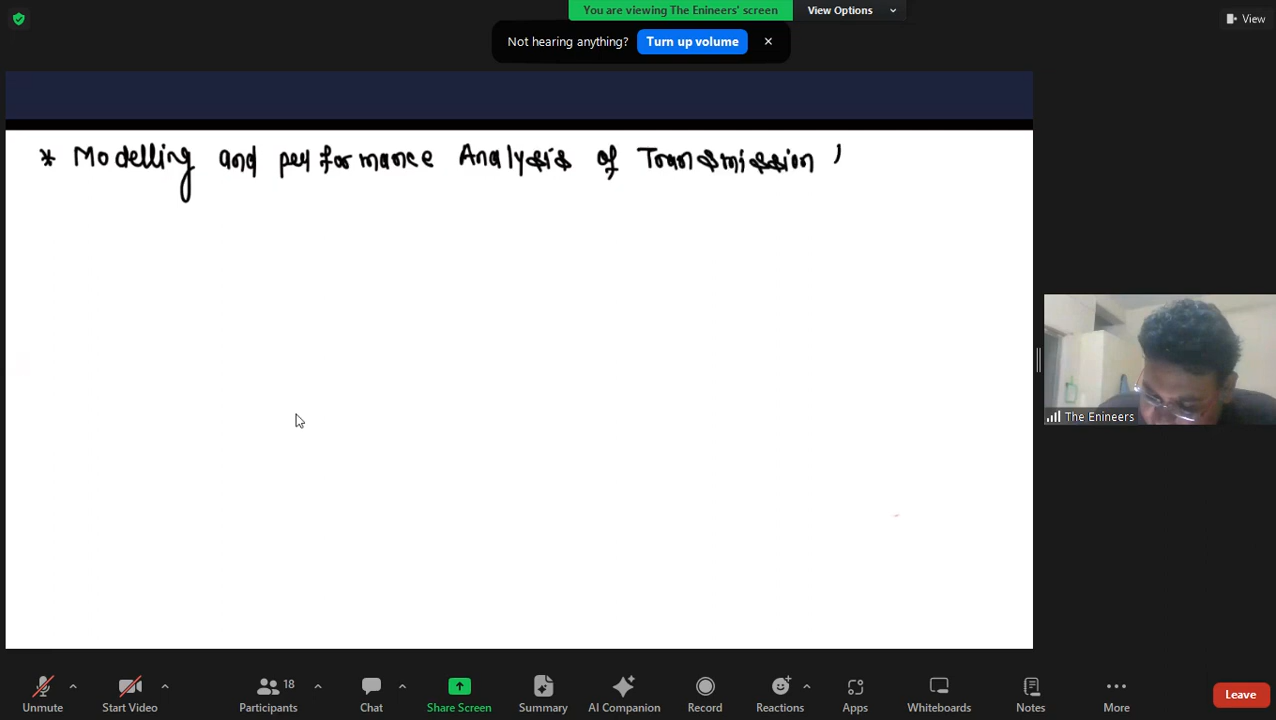 You are viewing The Enineers' screen
View Options
View
Not hearing anything?
Turn up volume
* Modelling and performance Analysis of Transmission
The Enineers
Unmute
Start Video
Participants
18
Chat
Share Screen
Summary
AI Companion
Record
Reactions
Apps
Whiteboards
Notes
More
Leave